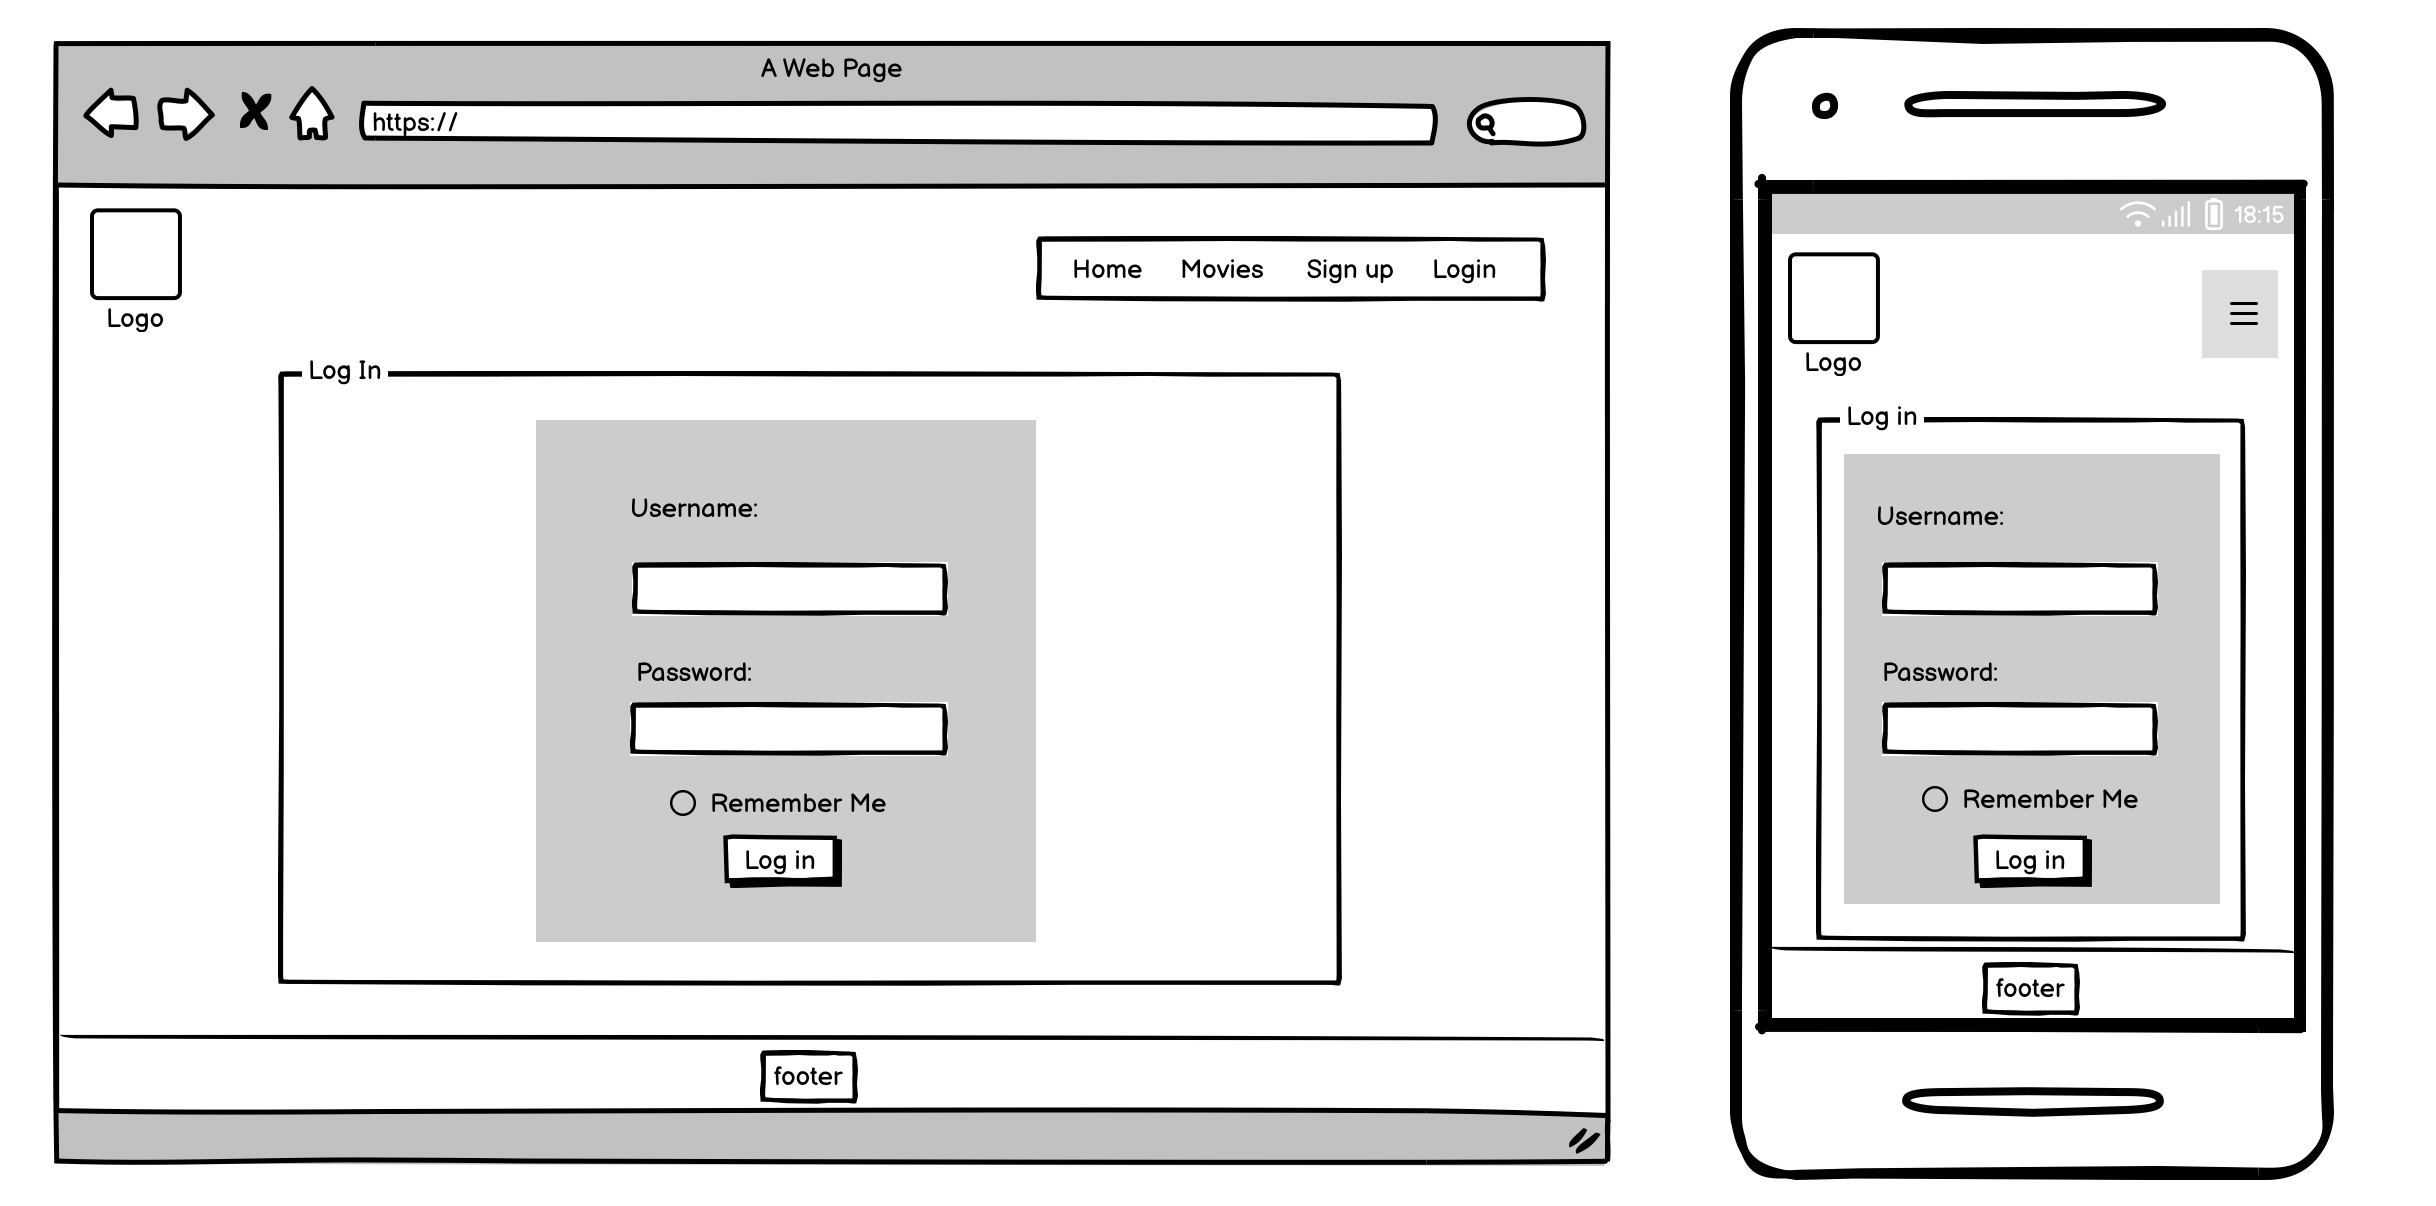 A Web Page
https://
Home Movies Sign up Login
Logo
Log In
Username:
Password:
Remember Me
Log in
footer
18:15
Logo
Log in
Username:
Password:
Remember Me
Log in
footer